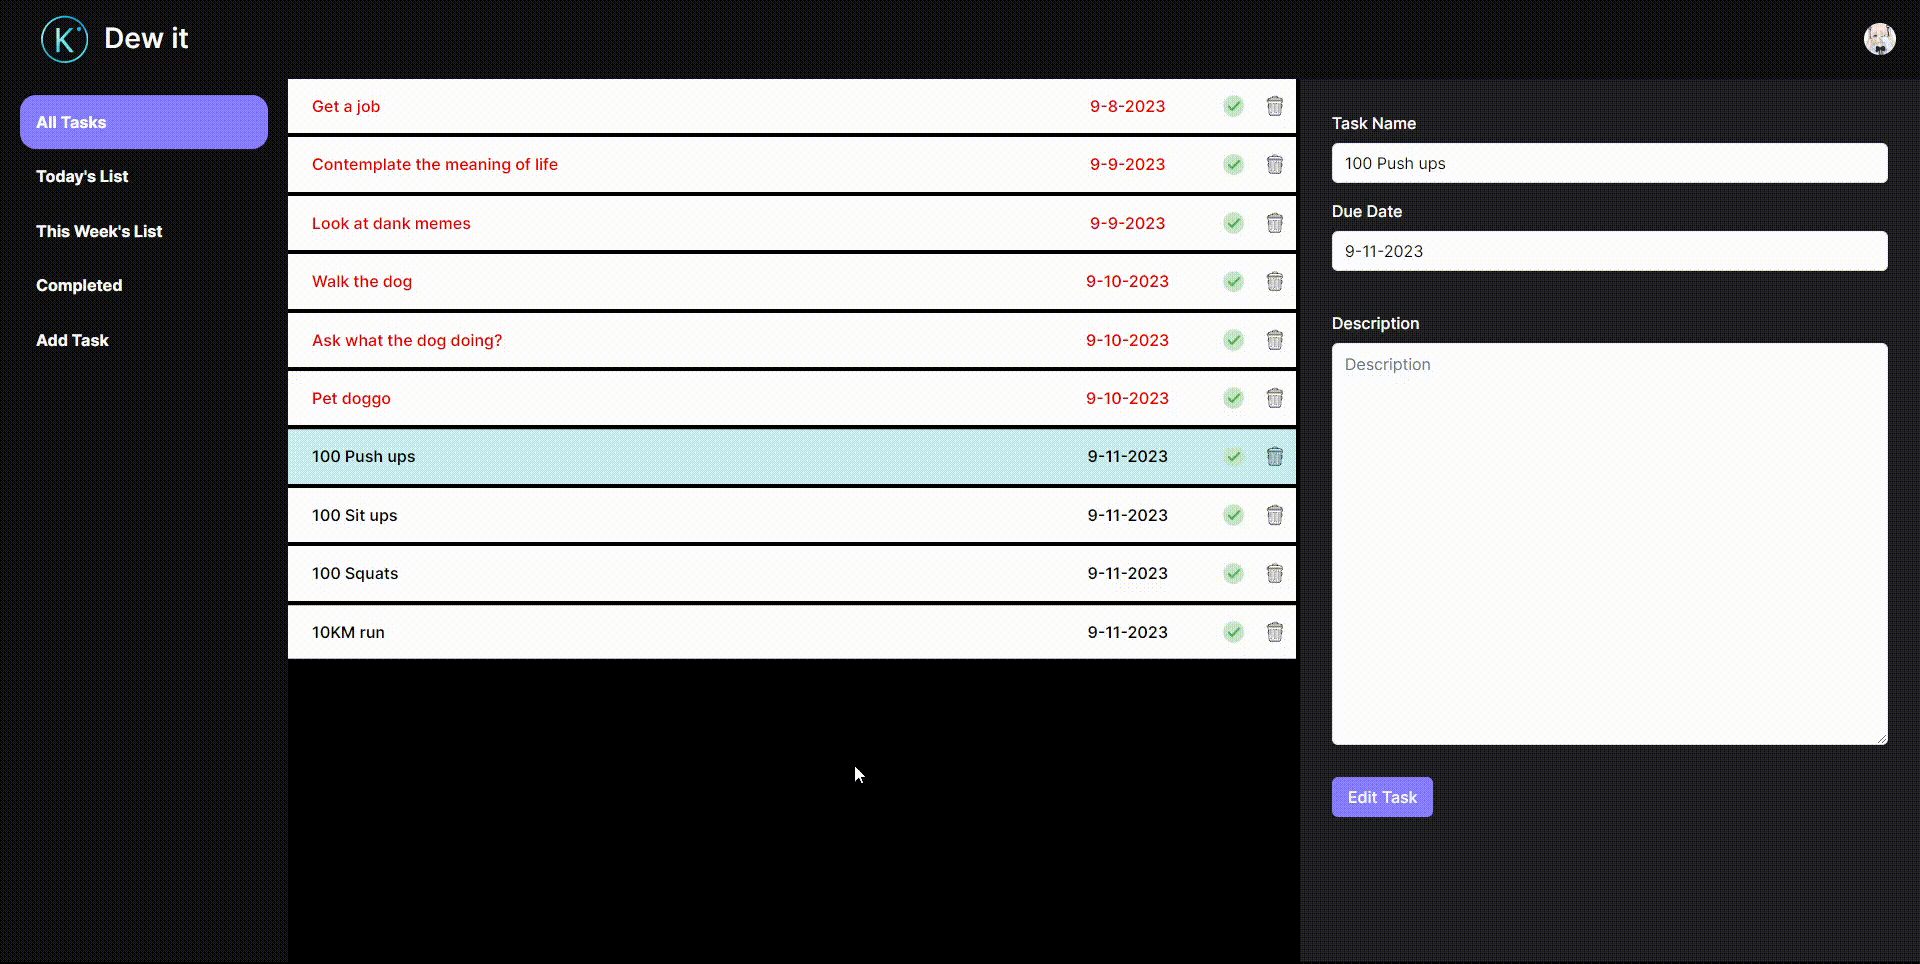 K Dew it
All Tasks
Today's List
This Week's List
Completed
Add Task
Get a job 9-8-2023
Contemplate the meaning of life 9-9-2023
Look at dank memes 9-9-2023
Walk the dog 9-10-2023
Ask what the dog doing? 9-10-2023
Pet doggo 9-10-2023
100 Push ups 9-11-2023
100 Sit ups 9-11-2023
100 Squats 9-11-2023
10KM run 9-11-2023
Task Name
100 Push ups
Due Date
9-11-2023
Description
Description
Edit Task